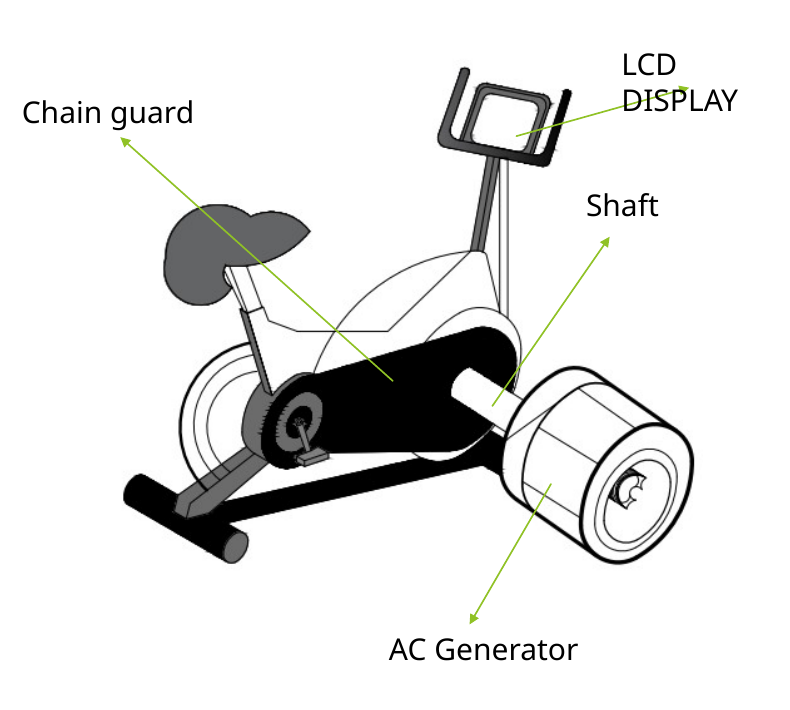 LCD
DISPLAY
Chain guard
Shaft
AC Generator